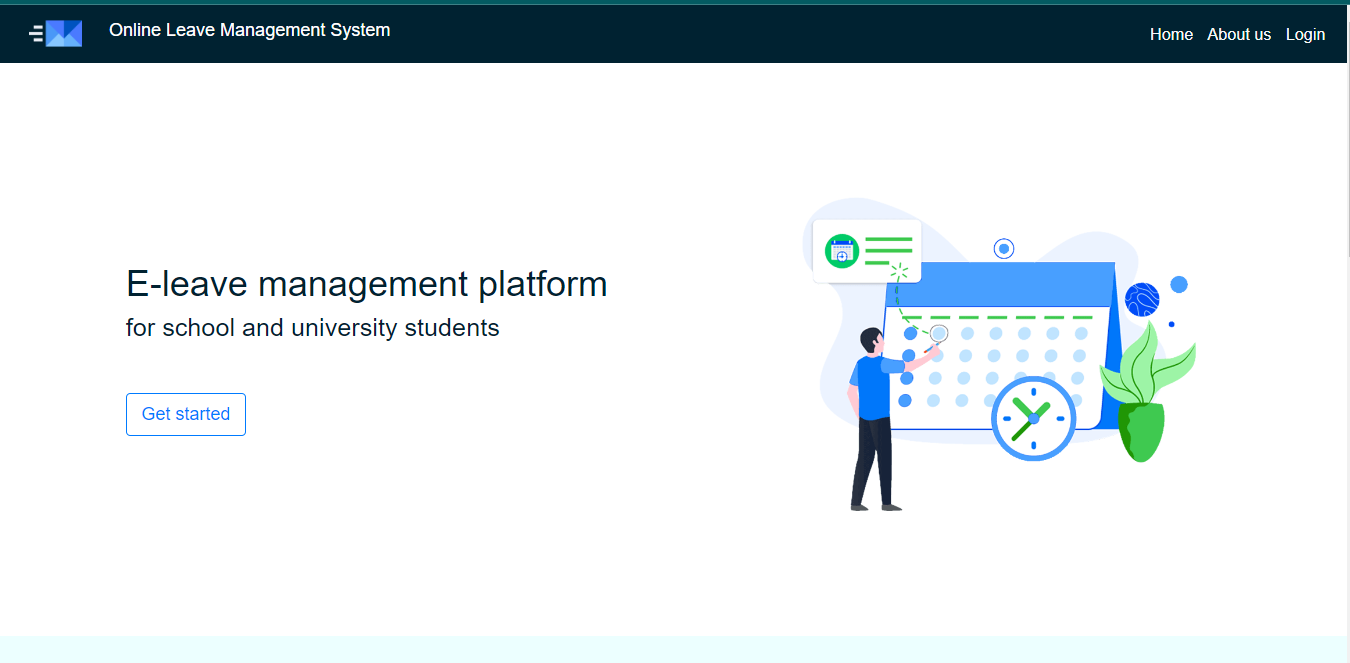 Online Leave Management System
Home About us Login
E-leave management platform
for school and university students
Get started